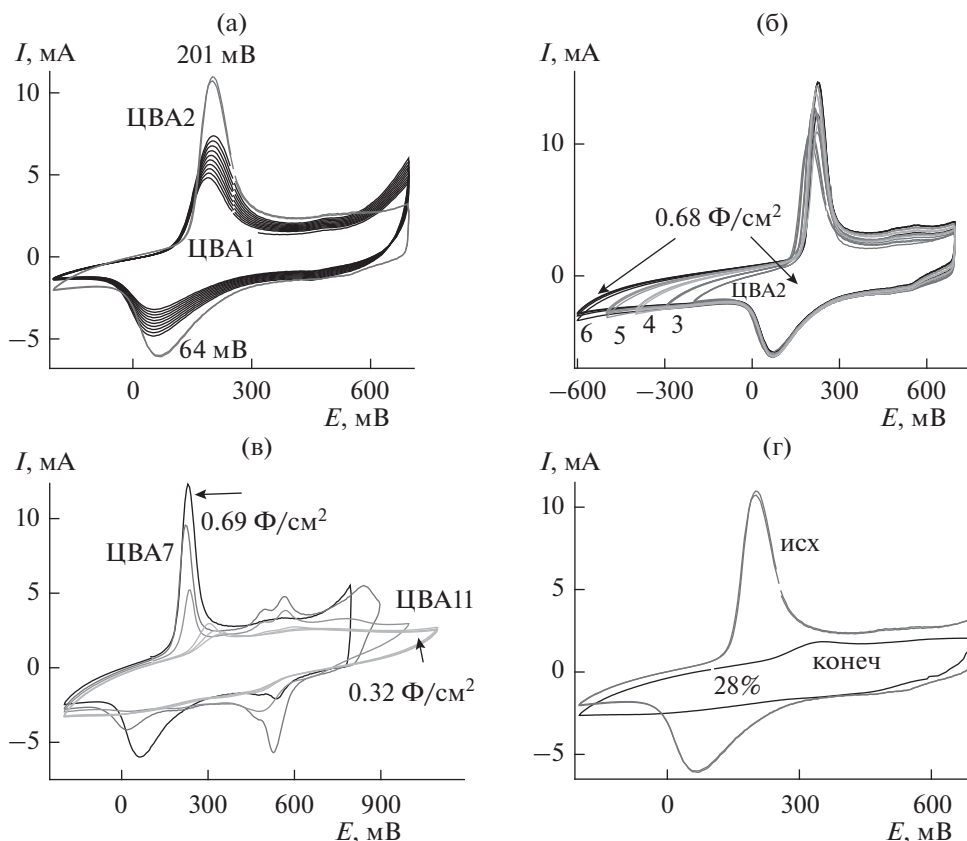 (а)
I, мА
201 мВ
10
ЦВА2
5
0
ЦВА1
−5
64 мВ
0 300 600
E, мВ
(б)
I, мА
10
0.68 Ф/см²
0
ЦВА2
6 5 4 3
−5
−600 −300 0 300 600
E, мВ
(в)
I, мА
10
0.69 Ф/см²
ЦВА7
5
ЦВА11
0
0.32 Ф/см²
−5
0 300 600 900
E, мВ
(г)
I, мА
10
исх
5
конеч
0
28%
−5
0 300 600
E, мВ